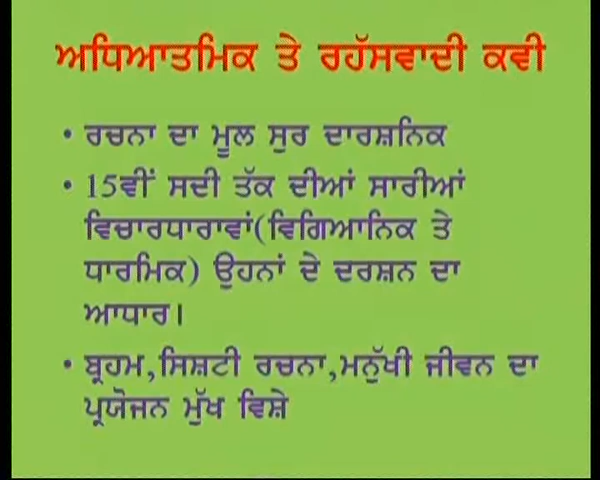 ਅਧਿਆਤਮਿਕ ਤੇ ਰਹੱਸਵਾਦੀ ਕਵੀ
• ਰਚਨਾ ਦਾ ਮੂਲ ਸੁਰ ਦਾਰਸ਼ਨਿਕ
• 15ਵੀਂ ਸਦੀ ਤੱਕ ਦੀਆਂ ਸਾਰੀਆਂ
ਵਿਚਾਰਧਾਰਾਵਾਂ(ਵਿਗਿਆਨਿਕ ਤੇ
ਧਾਰਮਿਕ) ਉਹਨਾਂ ਦੇ ਦਰਸ਼ਨ ਦਾ
ਆਧਾਰ।
• ਬ੍ਰਹਮ,ਸਿਸ਼ਟੀ ਰਚਨਾ,ਮਨੁੱਖੀ ਜੀਵਨ ਦਾ
ਪ੍ਰਯੋਜਨ ਮੁੱਖ ਵਿਸ਼ੇ